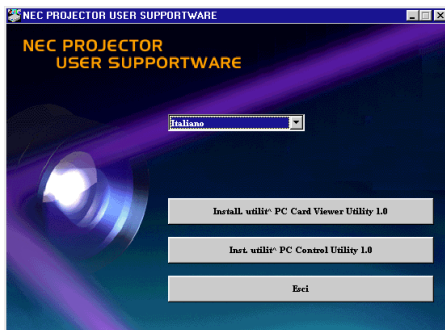 NEC PROJECTOR USER SUPPORTWARE
NEC PROJECTOR
USER SUPPORTWARE
Italiano
Install. utilit^ PC Card Viewer Utility 1.0
Inst. utilit^ PC Control Utility 1.0
Esci